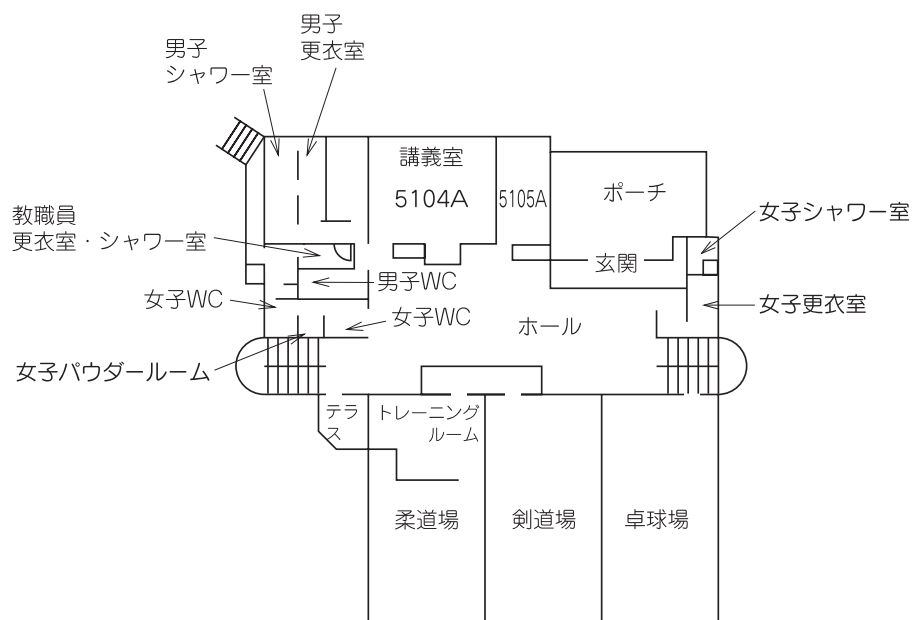 男子
シャワー室
男子
更衣室
講義室
5104A
5105A
ポーチ
女子シャワー室
教職員
更衣室・シャワー室
玄関
男子WC
女子WC
女子WC
ホール
女子更衣室
女子パウダールーム
テラ
ス
トレーニング
ルーム
柔道場
剣道場
卓球場